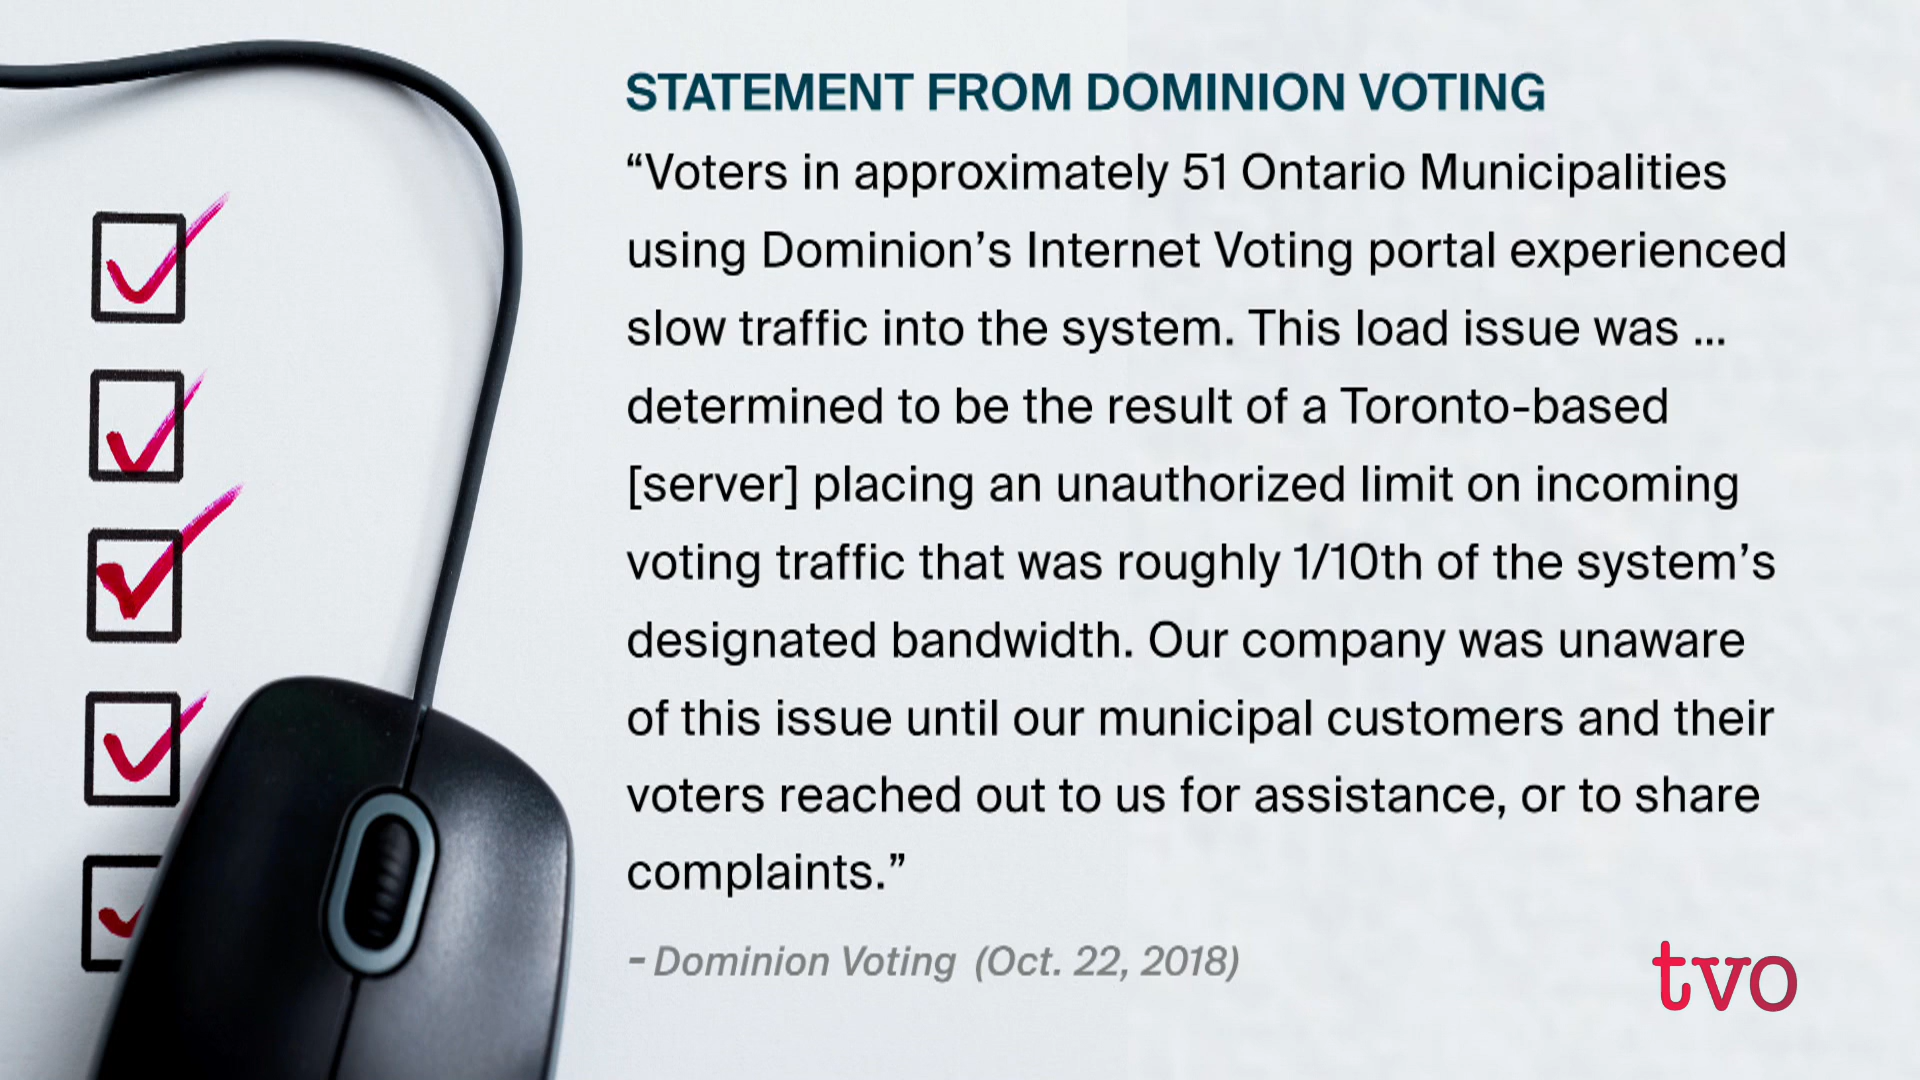 STATEMENT FROM DOMINION VOTING
“Voters in approximately 51 Ontario Municipalities
using Dominion’s Internet Voting portal experienced
slow traffic into the system. This load issue was ...
determined to be the result of a Toronto-based
[server] placing an unauthorized limit on incoming
voting traffic that was roughly 1/10th of the system’s
designated bandwidth. Our company was unaware
of this issue until our municipal customers and their
voters reached out to us for assistance, or to share
complaints.”
- Dominion Voting (Oct. 22, 2018)
tvo